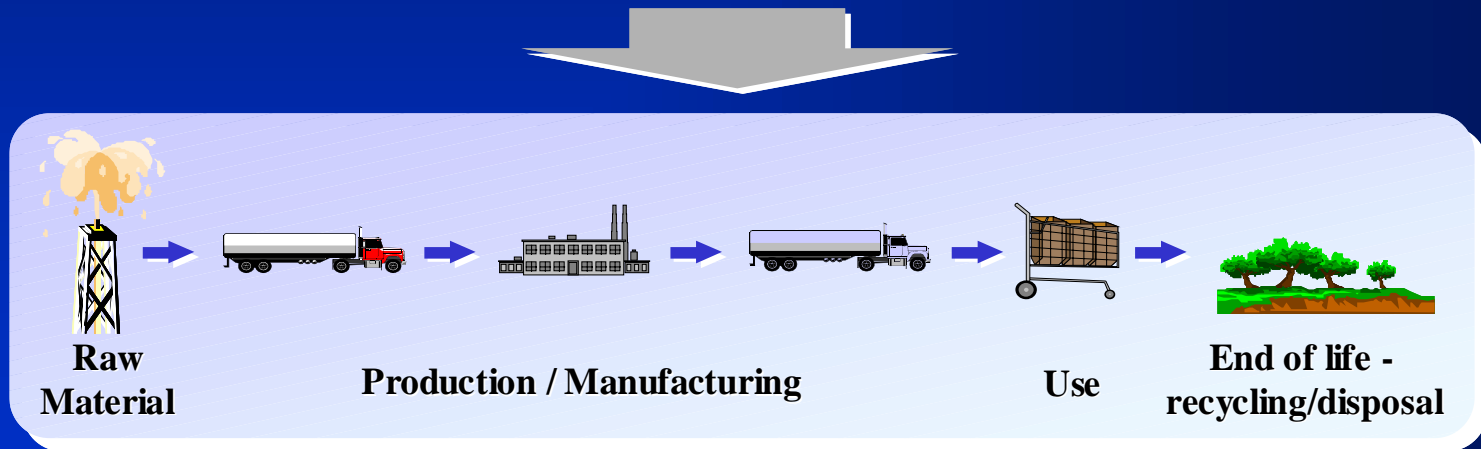 Raw
Material
Production / Manufacturing
Use
End of life -
recycling/disposal